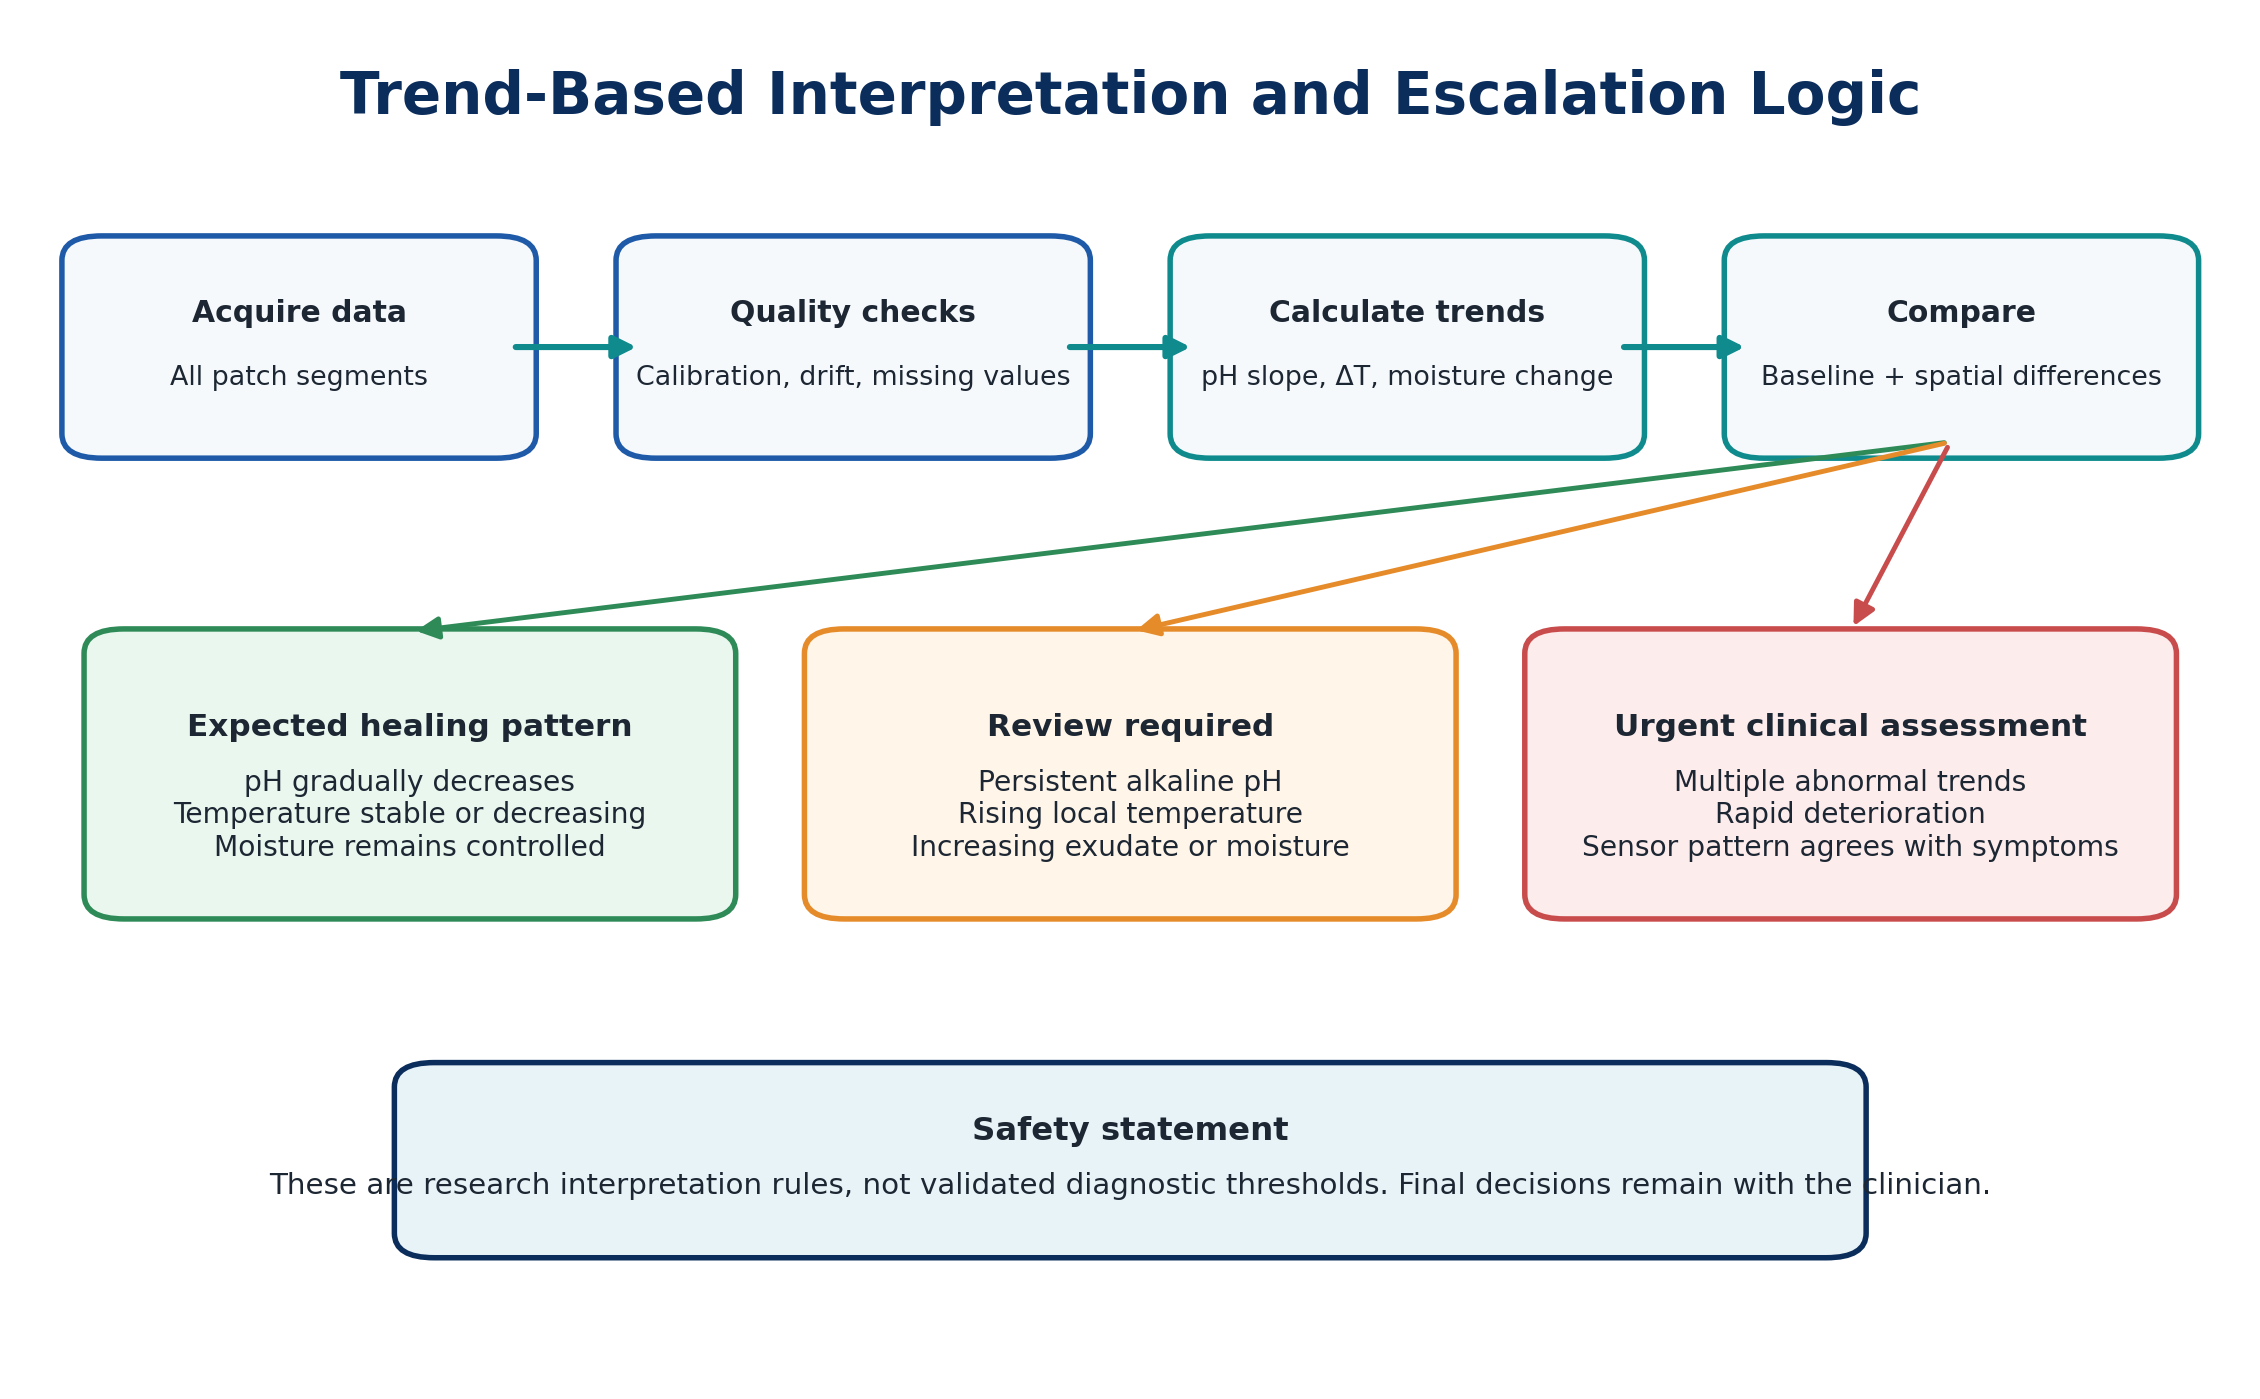 Trend-Based Interpretation and Escalation Logic
Acquire data
All patch segments
Quality checks
Calibration, drift, missing values
Calculate trends
pH slope, ΔT, moisture change
Compare
Baseline + spatial differences
Expected healing pattern
pH gradually decreases
Temperature stable or decreasing
Moisture remains controlled
Review required
Persistent alkaline pH
Rising local temperature
Increasing exudate or moisture
Urgent clinical assessment
Multiple abnormal trends
Rapid deterioration
Sensor pattern agrees with symptoms
Safety statement
These are research interpretation rules, not validated diagnostic thresholds. Final decisions remain with the clinician.